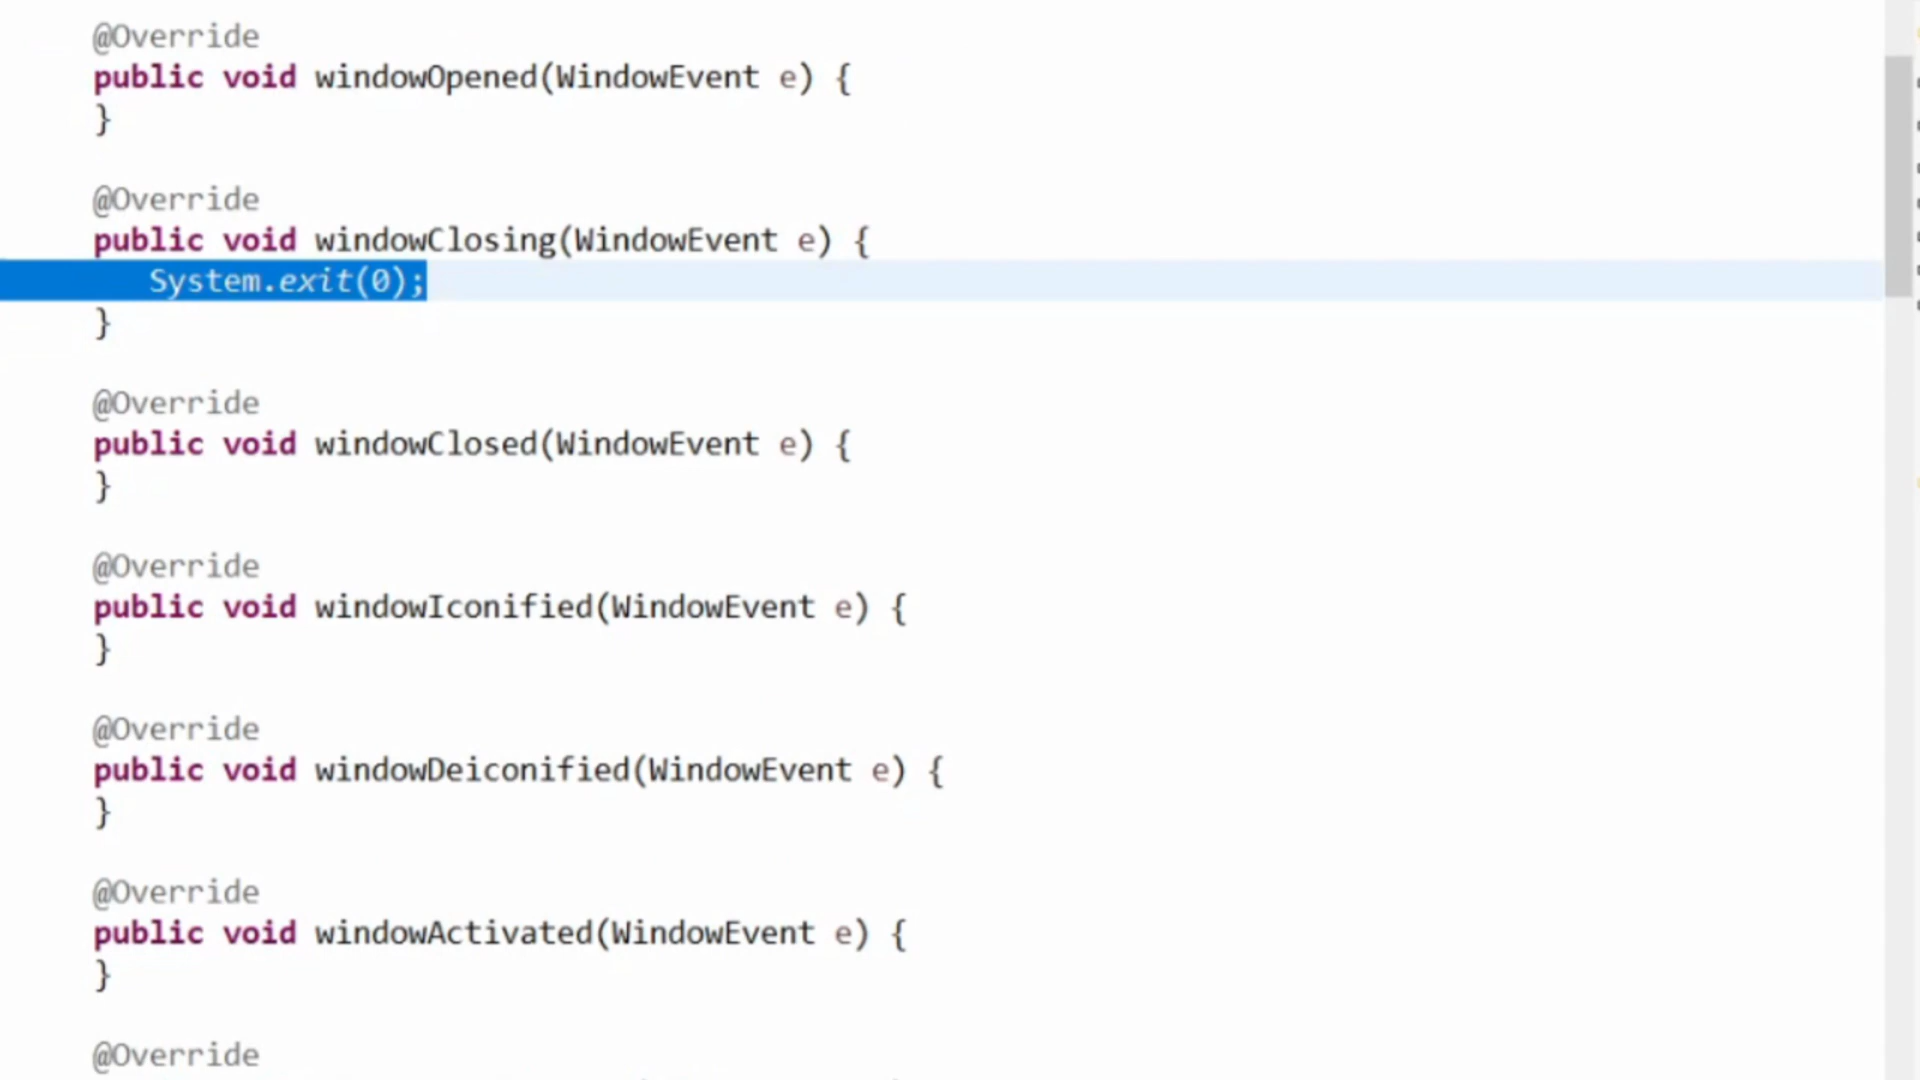 @Override
public void windowOpened(WindowEvent e) {
}
@Override
public void windowClosing(WindowEvent e) {
System.exit(0);
}
@Override
public void windowClosed(WindowEvent e) {
}
@Override
public void windowIconified(WindowEvent e) {
}
@Override
public void windowDeiconified(WindowEvent e) {
}
@Override
public void windowActivated(WindowEvent e) {
}
@Override